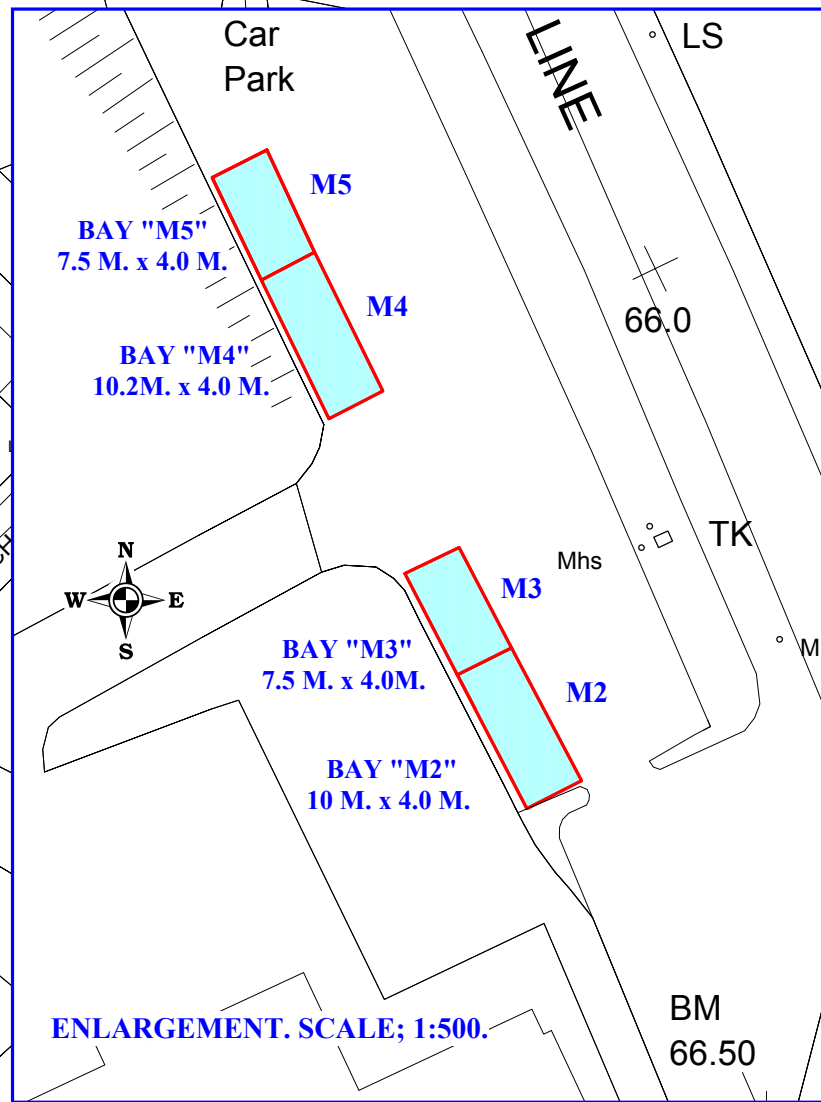 Car
Park
LINE
LS
M5
BAY "M5"
7.5 M. x 4.0 M.
M4
66.0
BAY "M4"
10.2M. x 4.0 M.
TK
Mhs
N
W E
S
M3
BAY "M3"
7.5 M. x 4.0M.
M
M2
BAY "M2"
10 M. x 4.0 M.
BM
66.50
ENLARGEMENT. SCALE; 1:500.